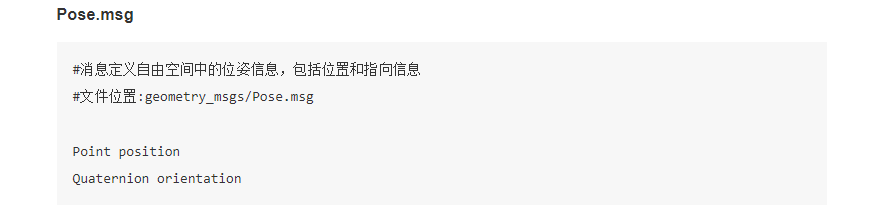 Pose.msg
#消息定义自由空间中的位姿信息，包括位置和指向信息
#文件位置:geometry_msgs/Pose.msg
Point position
Quaternion orientation